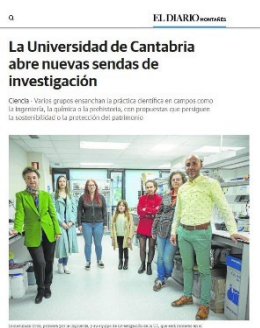 EL DIARIO MONTAÑÉS
La Universidad de Cantabria
abre nuevas sendas de
investigación
Ciencia · Varios grupos ensanchan la práctica científica en campos como
la ingeniería, la química o la prehistoria, con propuestas que persiguen
la sostenibilidad o la protección del patrimonio